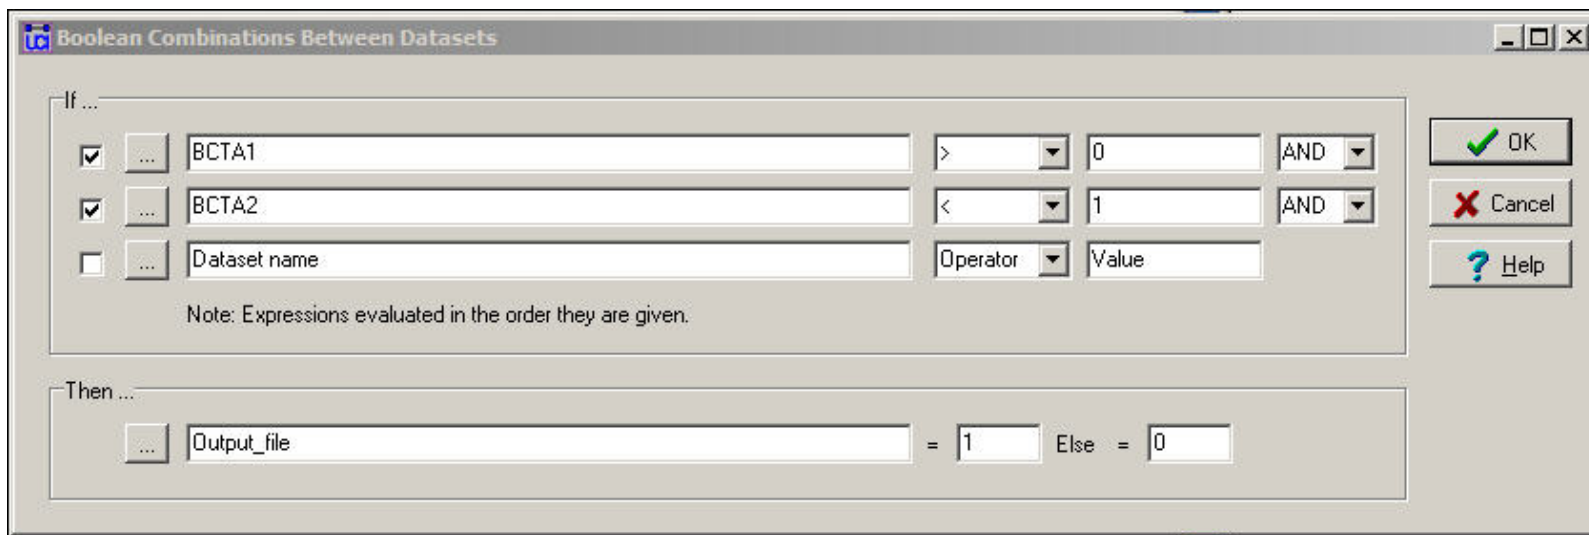 Boolean Combinations Between Datasets
If ...
... BCTA1 > 0 AND
... BCTA2 < 1 AND
... Dataset name Operator Value
Note: Expressions evaluated in the order they are given.
OK
Cancel
Help
Then ...
... Output_file = 1 Else = 0